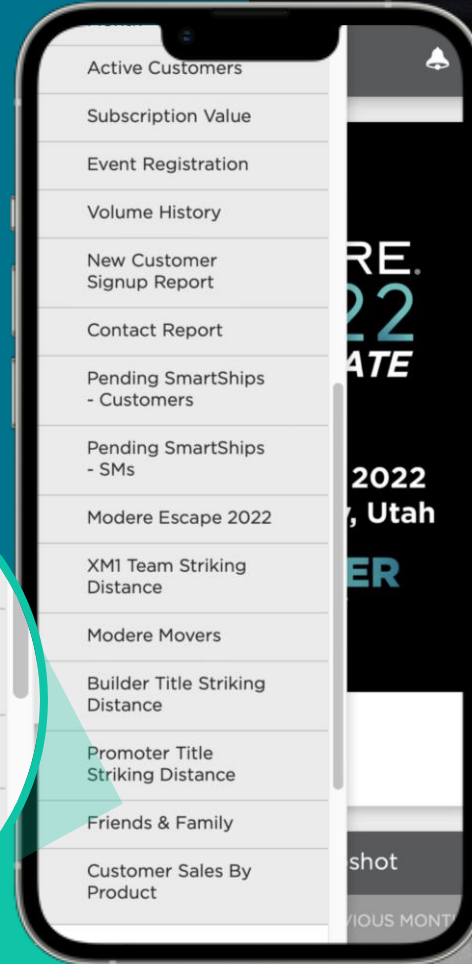 Active Customers
Subscription Value
Event Registration
Volume History
New Customer
Signup Report
Contact Report
Pending SmartShips
- Customers
Pending SmartShips
- SMs
Modere Escape 2022
XM1 Team Striking
Distance
Modere Movers
Builder Title Striking
Distance
Promoter Title
Striking Distance
Friends & Family
Customer Sales By
Product
RE.
22
ATE
2022
, Utah
ER
shot